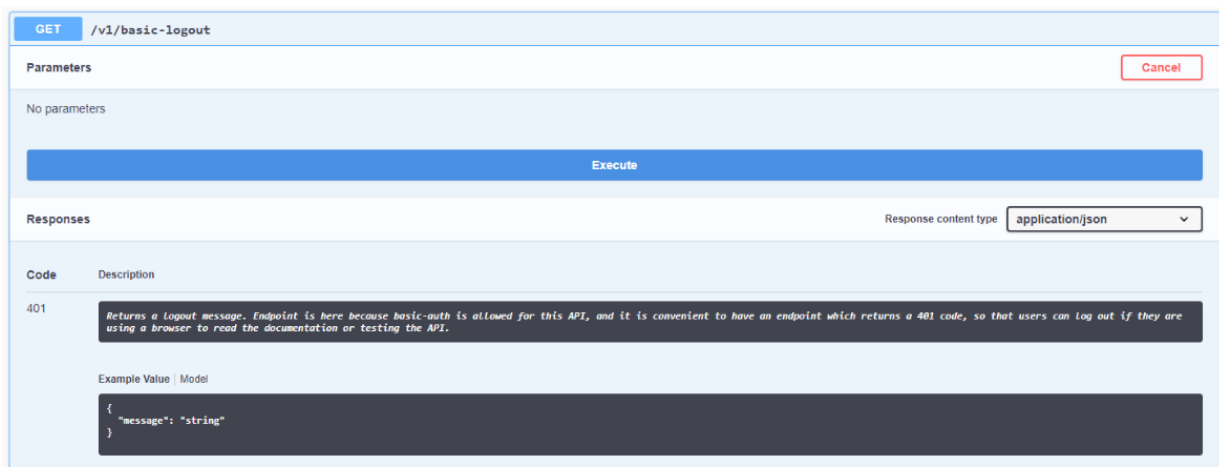 GET /v1/basic-logout
Parameters Cancel
No parameters
Execute
Responses Response content type application/json
Code Description
401 Returns a logout message. Endpoint is here because basic-auth is allowed for this API, and it is convenient to have an endpoint which returns a 401 code, so that users can log out if they are
using a browser to read the documentation or testing the API.
Example Value Model
{
"message": "string"
}